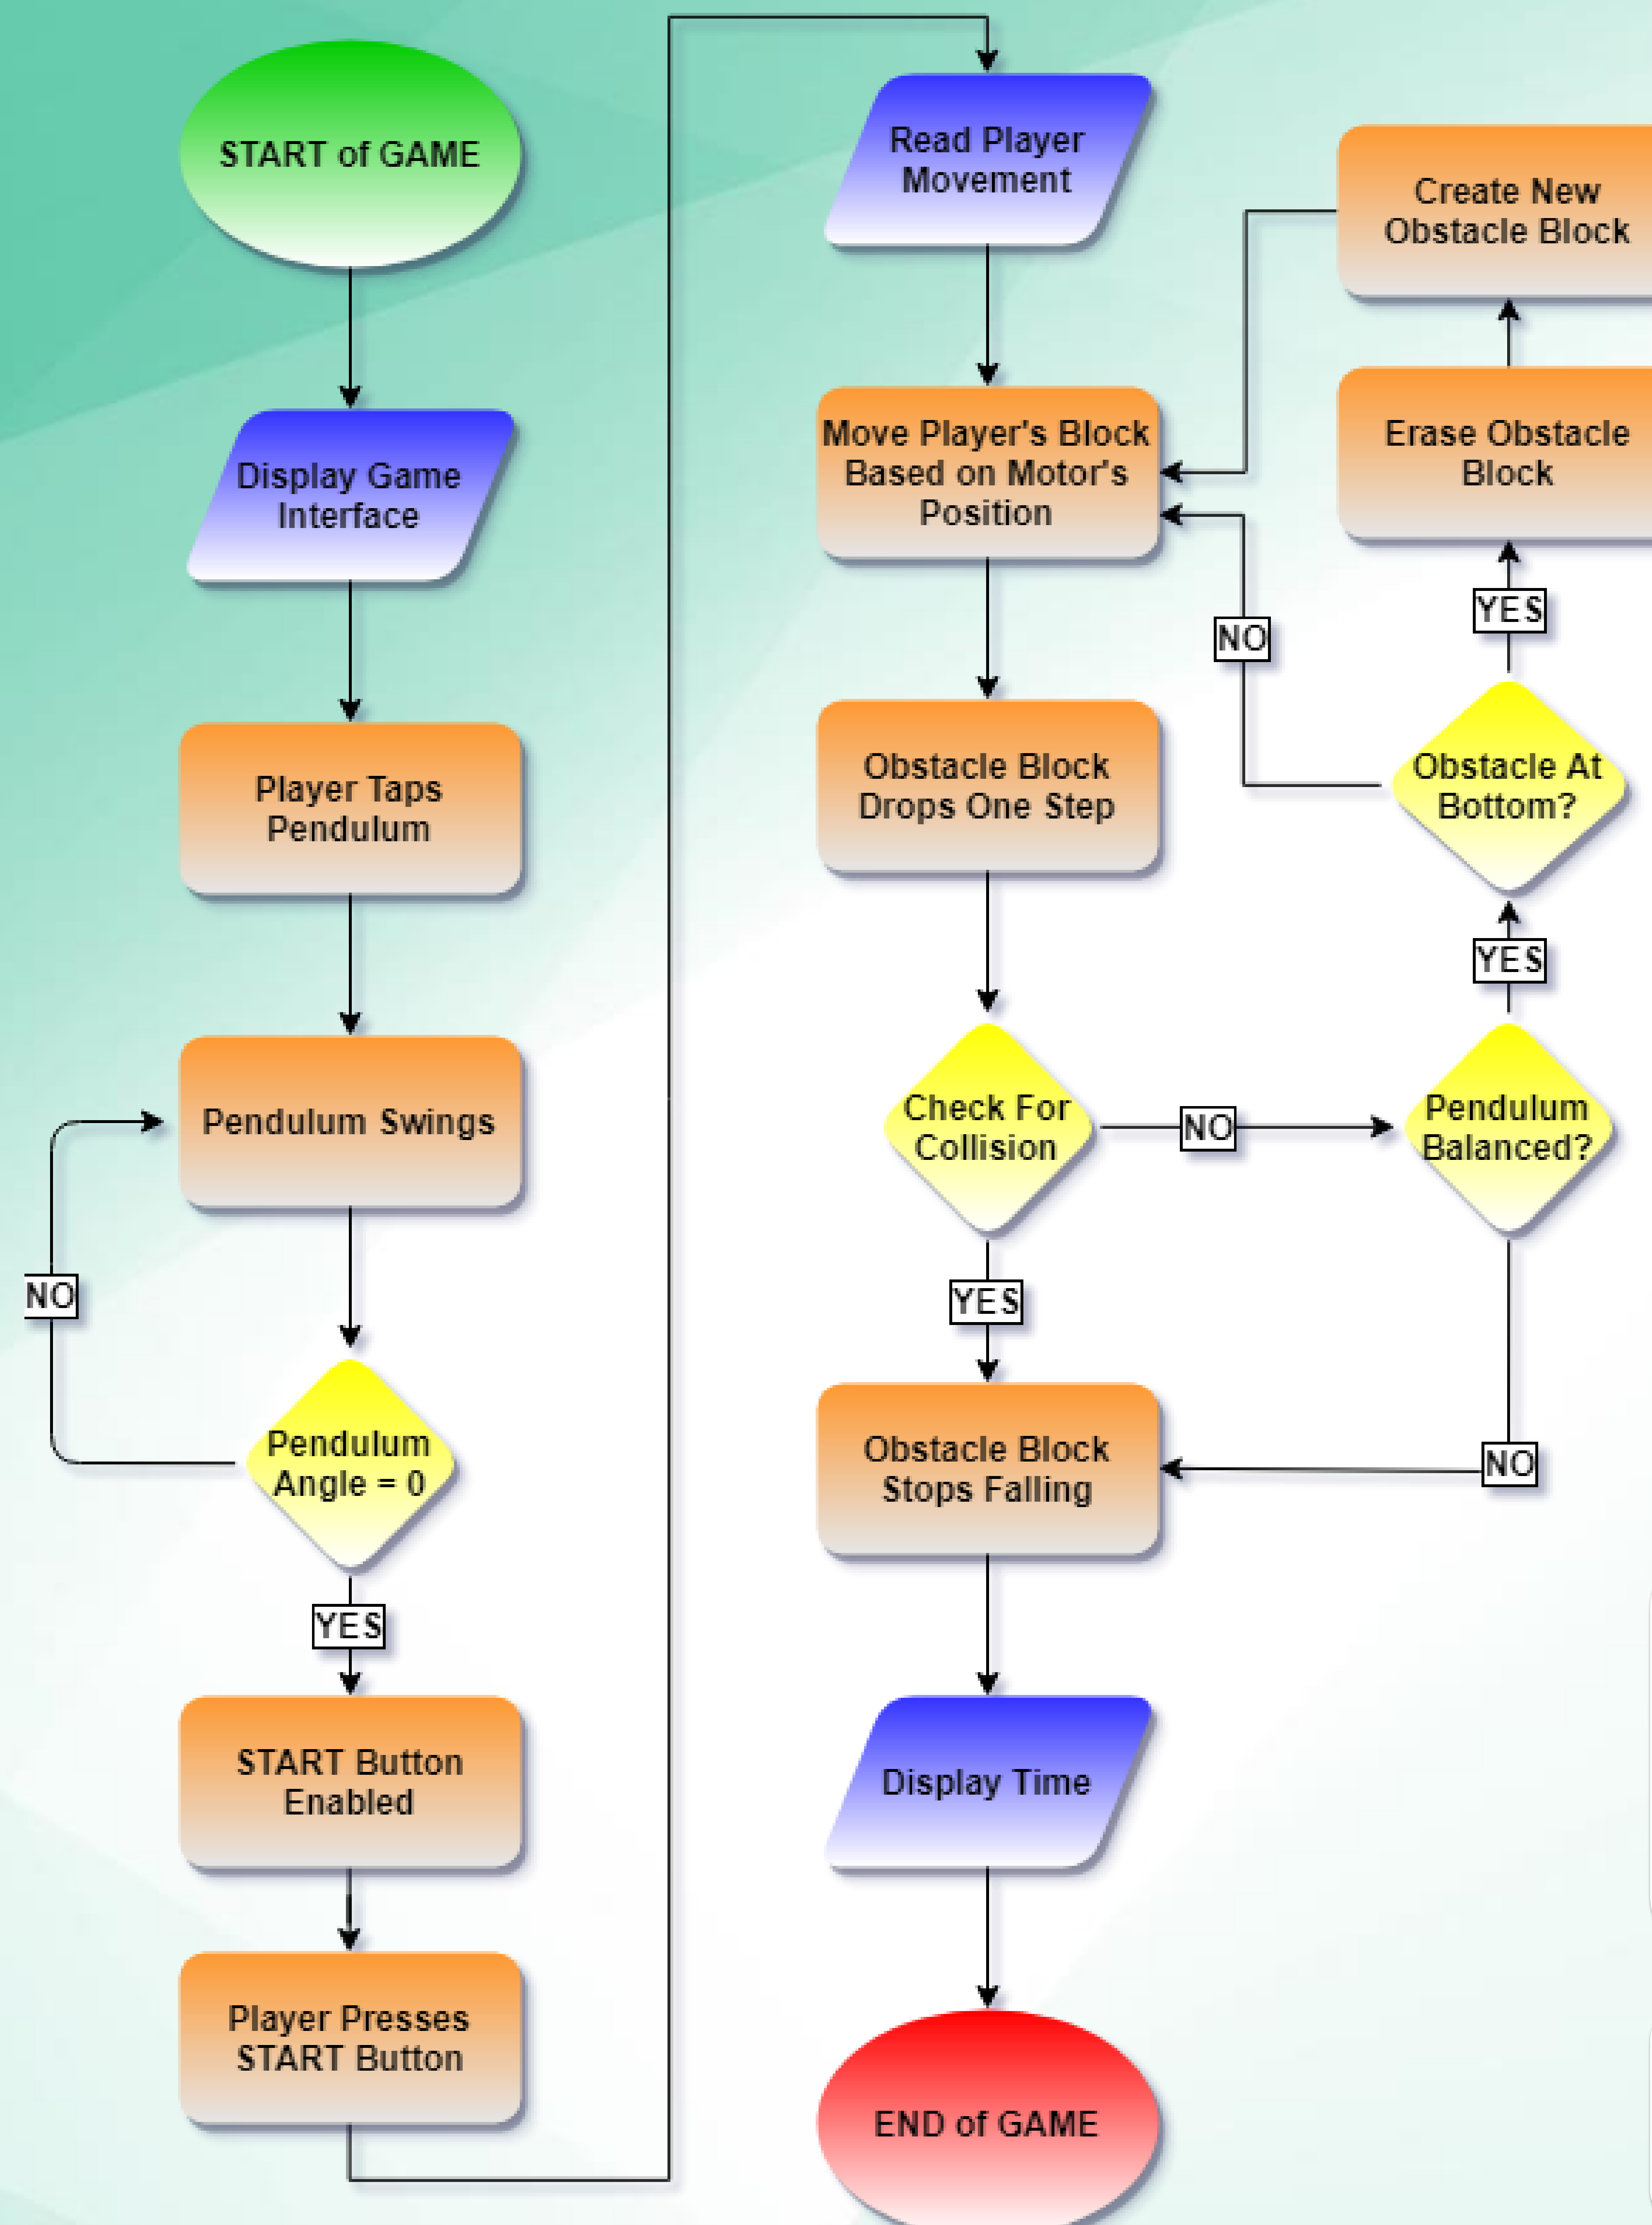 START of GAME
Display Game
Interface
Player Taps
Pendulum
Pendulum Swings
NO
Pendulum
Angle = 0
YES
START Button
Enabled
Player Presses
START Button
Read Player
Movement
Move Player's Block
Based on Motor's
Position
Obstacle Block
Drops One Step
Check For
Collision
NO
YES
Obstacle Block
Stops Falling
Display Time
END of GAME
Create New
Obstacle Block
Erase Obstacle
Block
YES
NO
Obstacle At
Bottom?
YES
Pendulum
Balanced?
NO